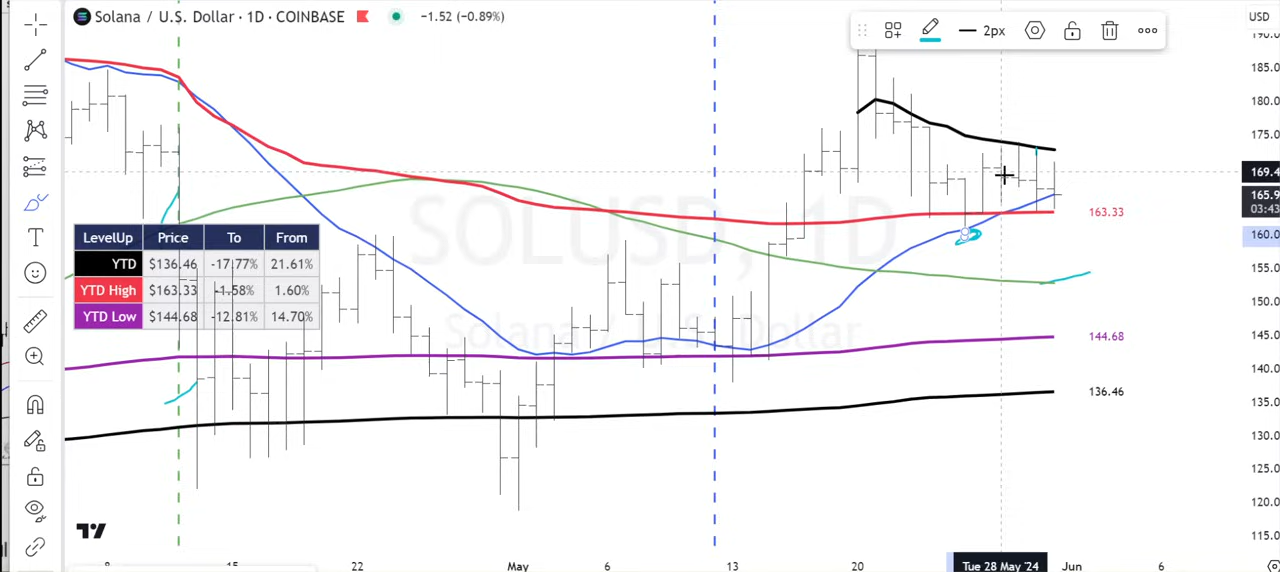 Solana / U.S. Dollar · 1D · COINBASE
−1.52 (−0.89%)
2px
USD
190.0
185.0
180.0
175.0
169.4
165.9
03:43
160.0
155.0
150.0
145.0
140.0
135.0
130.0
125.0
120.0
115.0
SOLUSD, 1D
Solana / U.S. Dollar
163.33
144.68
136.46
LevelUp Price To From
YTD $136.46 -17.77% 21.61%
YTD High $163.33 -1.58% 1.60%
YTD Low $144.68 -12.81% 14.70%
8 15 22 May 6 13 20 Tue 28 May '24 Jun 6